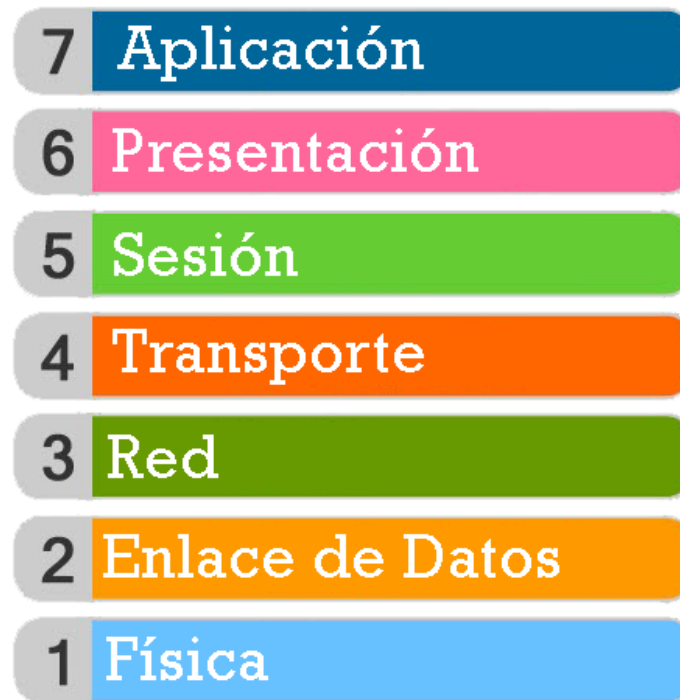 7 Aplicación
6 Presentación
5 Sesión
4 Transporte
3 Red
2 Enlace de Datos
1 Física